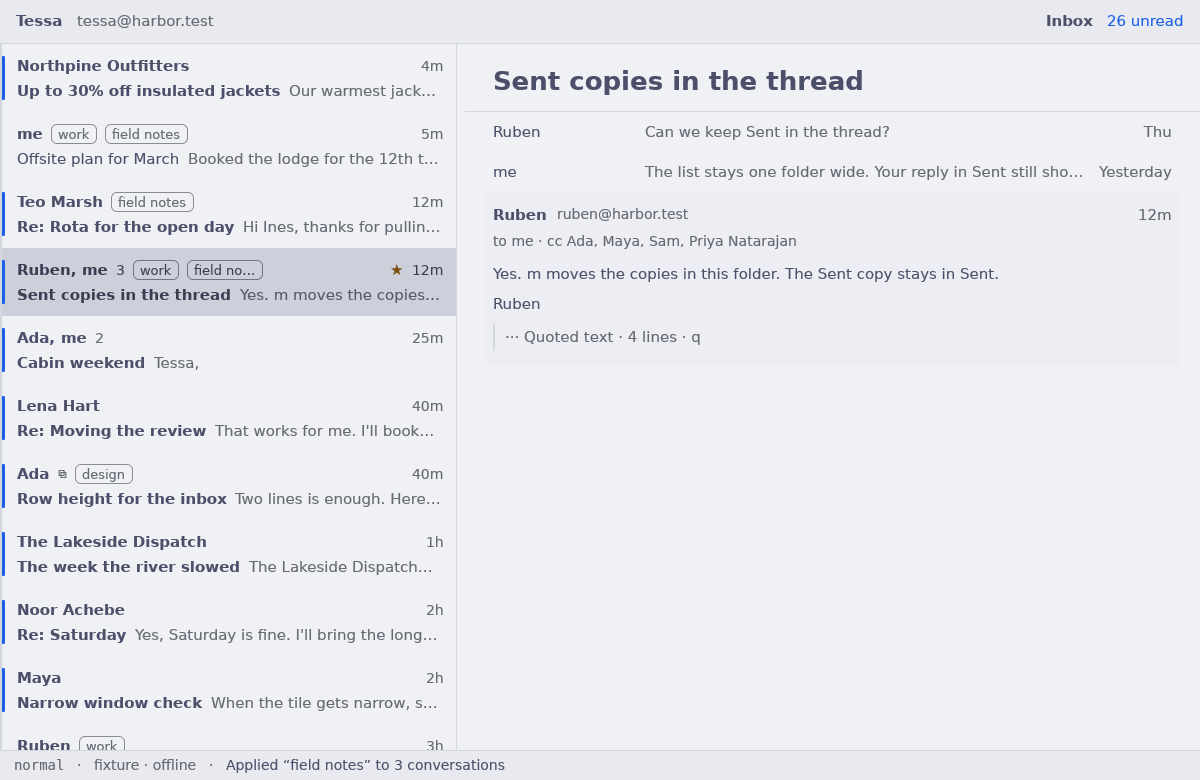 Tessa tessa@harbor.test Inbox 26 unread
Northpine Outfitters 4m
Up to 30% off insulated jackets Our warmest jack…
me work field notes 5m
Offsite plan for March Booked the lodge for the 12th t…
Teo Marsh field notes 12m
Re: Rota for the open day Hi Ines, thanks for pullin…
Ruben, me 3 work field no… ★ 12m
Sent copies in the thread Yes. m moves the copies…
Ada, me 2 25m
Cabin weekend Tessa,
Lena Hart 40m
Re: Moving the review That works for me. I'll book…
Ada design 40m
Row height for the inbox Two lines is enough. Here…
The Lakeside Dispatch 1h
The week the river slowed The Lakeside Dispatch…
Noor Achebe 2h
Re: Saturday Yes, Saturday is fine. I'll bring the long…
Maya 2h
Narrow window check When the tile gets narrow, s…
Ruben work 3h
Sent copies in the thread
Ruben Can we keep Sent in the thread? Thu
me The list stays one folder wide. Your reply in Sent still sho… Yesterday
Ruben ruben@harbor.test 12m
to me · cc Ada, Maya, Sam, Priya Natarajan
Yes. m moves the copies in this folder. The Sent copy stays in Sent.
Ruben
··· Quoted text · 4 lines · q
normal · fixture · offline · Applied “field notes” to 3 conversations